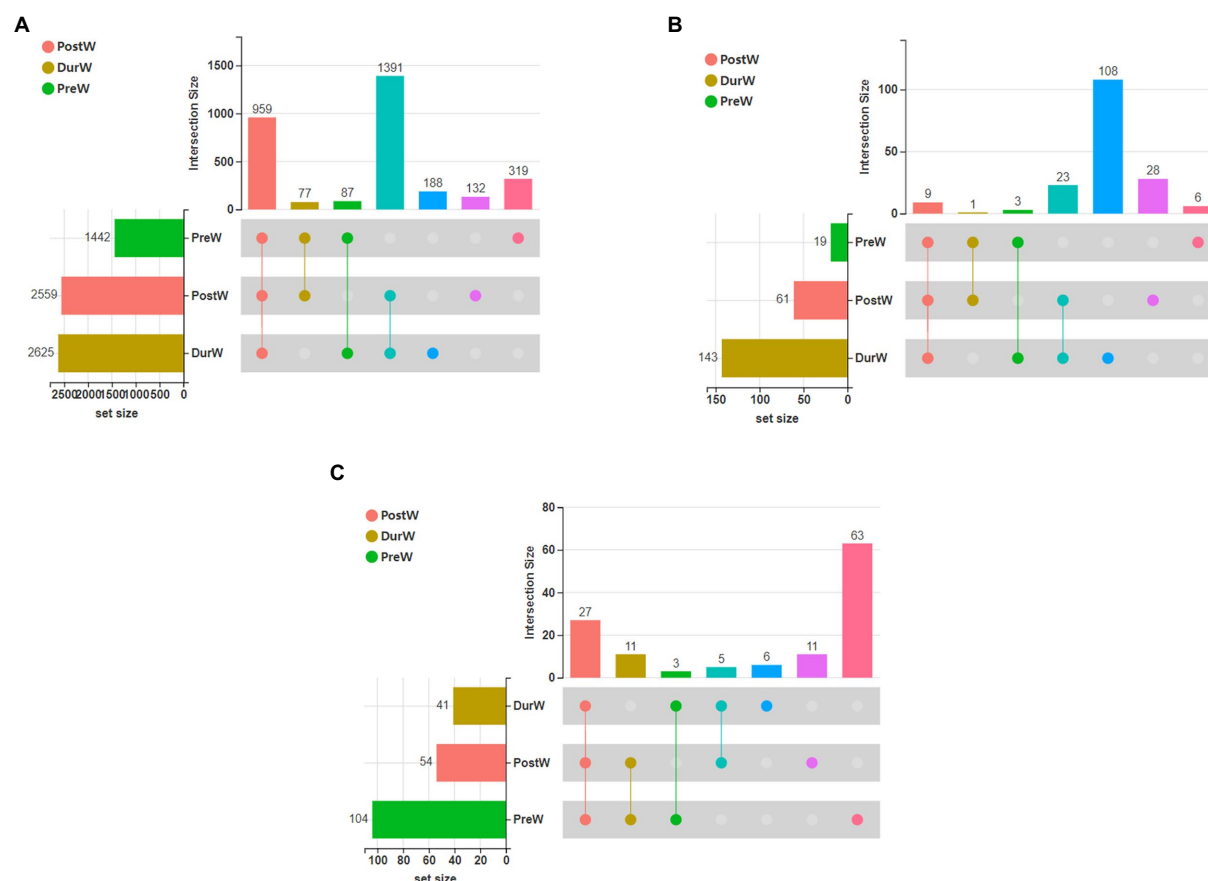 A
PostW
DurW
PreW
Intersection Size
1500
1000
500
0
959
77
87
1391
188
132
319
1442
PreW
2559
PostW
2625
DurW
2500 2000 1500 1000 500 0
set size
B
PostW
DurW
PreW
Intersection Size
100
50
0
9
1
3
23
108
28
6
19
PreW
61
PostW
143
DurW
150 100 50 0
set size
C
PostW
DurW
PreW
Intersection Size
80
60
40
20
0
27
11
3
5
6
11
63
41
DurW
54
PostW
104
PreW
100 80 60 40 20 0
set size